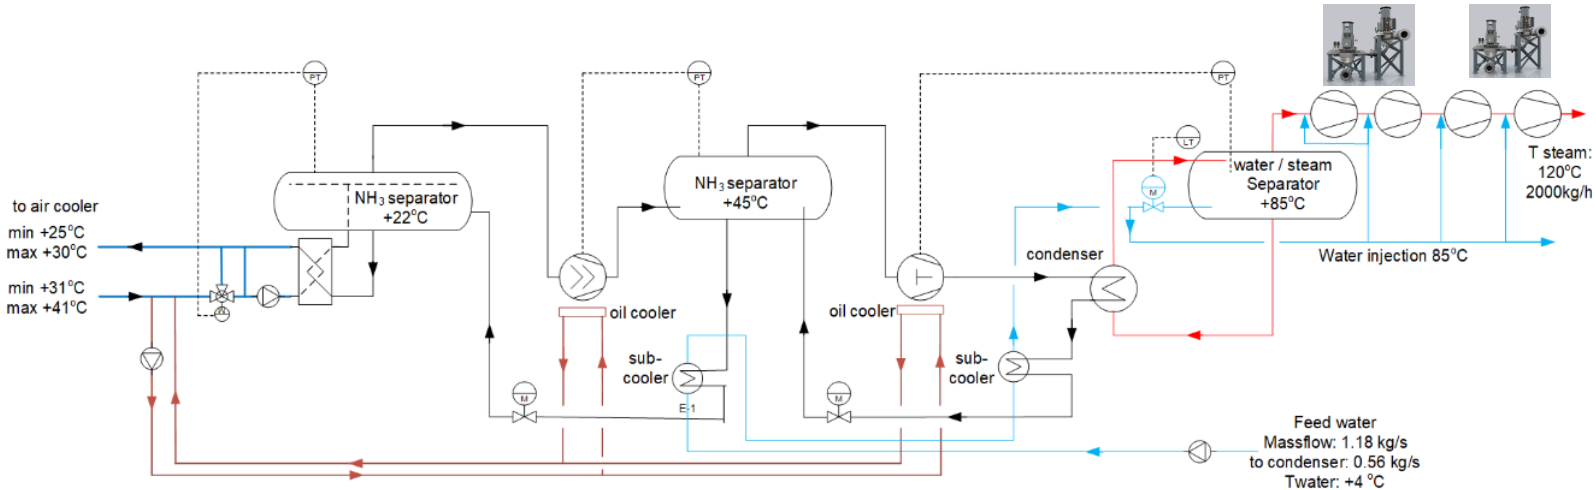 PT
PT
PT
LT
M
NH₃ separator
+22°C
NH₃ separator
+45°C
water / steam
Separator
+85°C
T steam:
120°C
2000kg/h
to air cooler
min +25°C
max +30°C
min +31°C
max +41°C
Water injection 85°C
condenser
oil cooler
oil cooler
sub-
cooler
sub-
cooler
M
M
E-1
Feed water
Massflow: 1.18 kg/s
to condenser: 0.56 kg/s
Twater: +4 °C